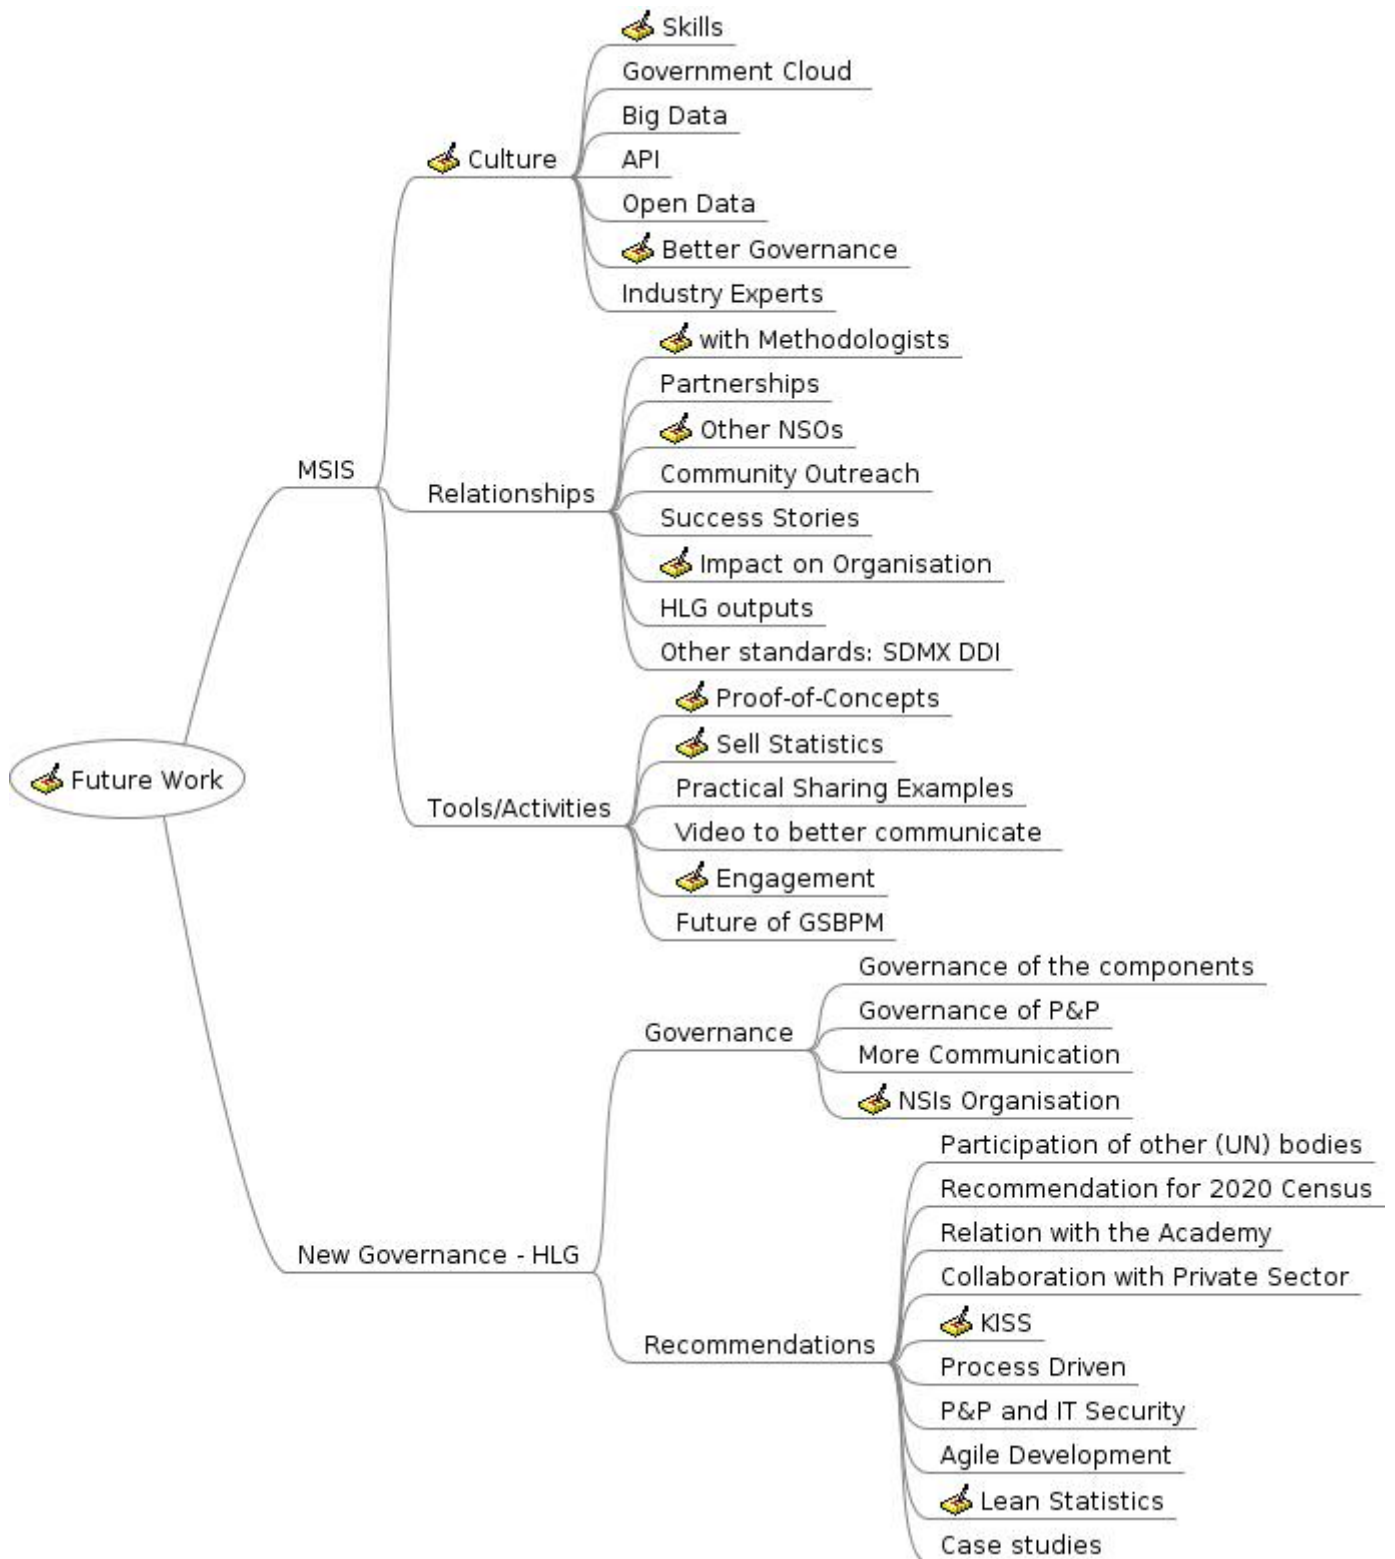 Skills
Government Cloud
Big Data
Culture
API
Open Data
Better Governance
Industry Experts
with Methodologists
Partnerships
Other NSOs
MSIS
Community Outreach
Relationships
Success Stories
Impact on Organisation
HLG outputs
Other standards: SDMX DDI
Proof-of-Concepts
Sell Statistics
Future Work
Practical Sharing Examples
Tools/Activities
Video to better communicate
Engagement
Future of GSBPM
Governance of the components
Governance of P&P
Governance
More Communication
NSIs Organisation
Participation of other (UN) bodies
Recommendation for 2020 Census
Relation with the Academy
New Governance - HLG
Collaboration with Private Sector
KISS
Recommendations
Process Driven
P&P and IT Security
Agile Development
Lean Statistics
Case studies